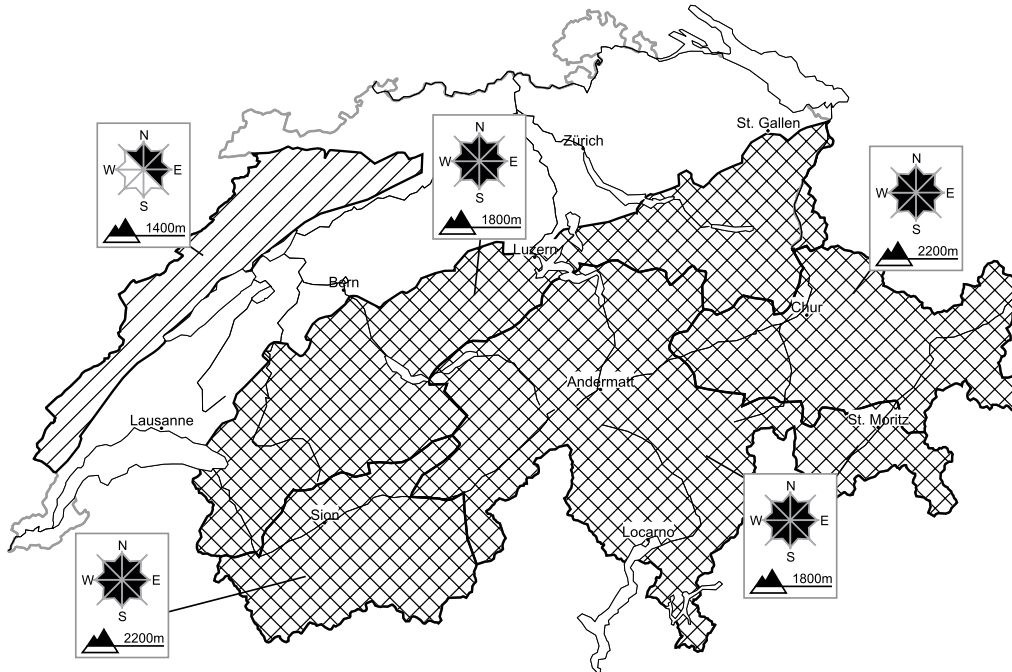 St. Gallen
N
W E
S
1400m
N
W E
S
1800m
Zürich
N
W E
S
2200m
Luzern
Bern
Chur
Andermatt
Lausanne
St. Moritz
N
W E
S
1800m
Sion
Locarno
N
W E
S
2200m